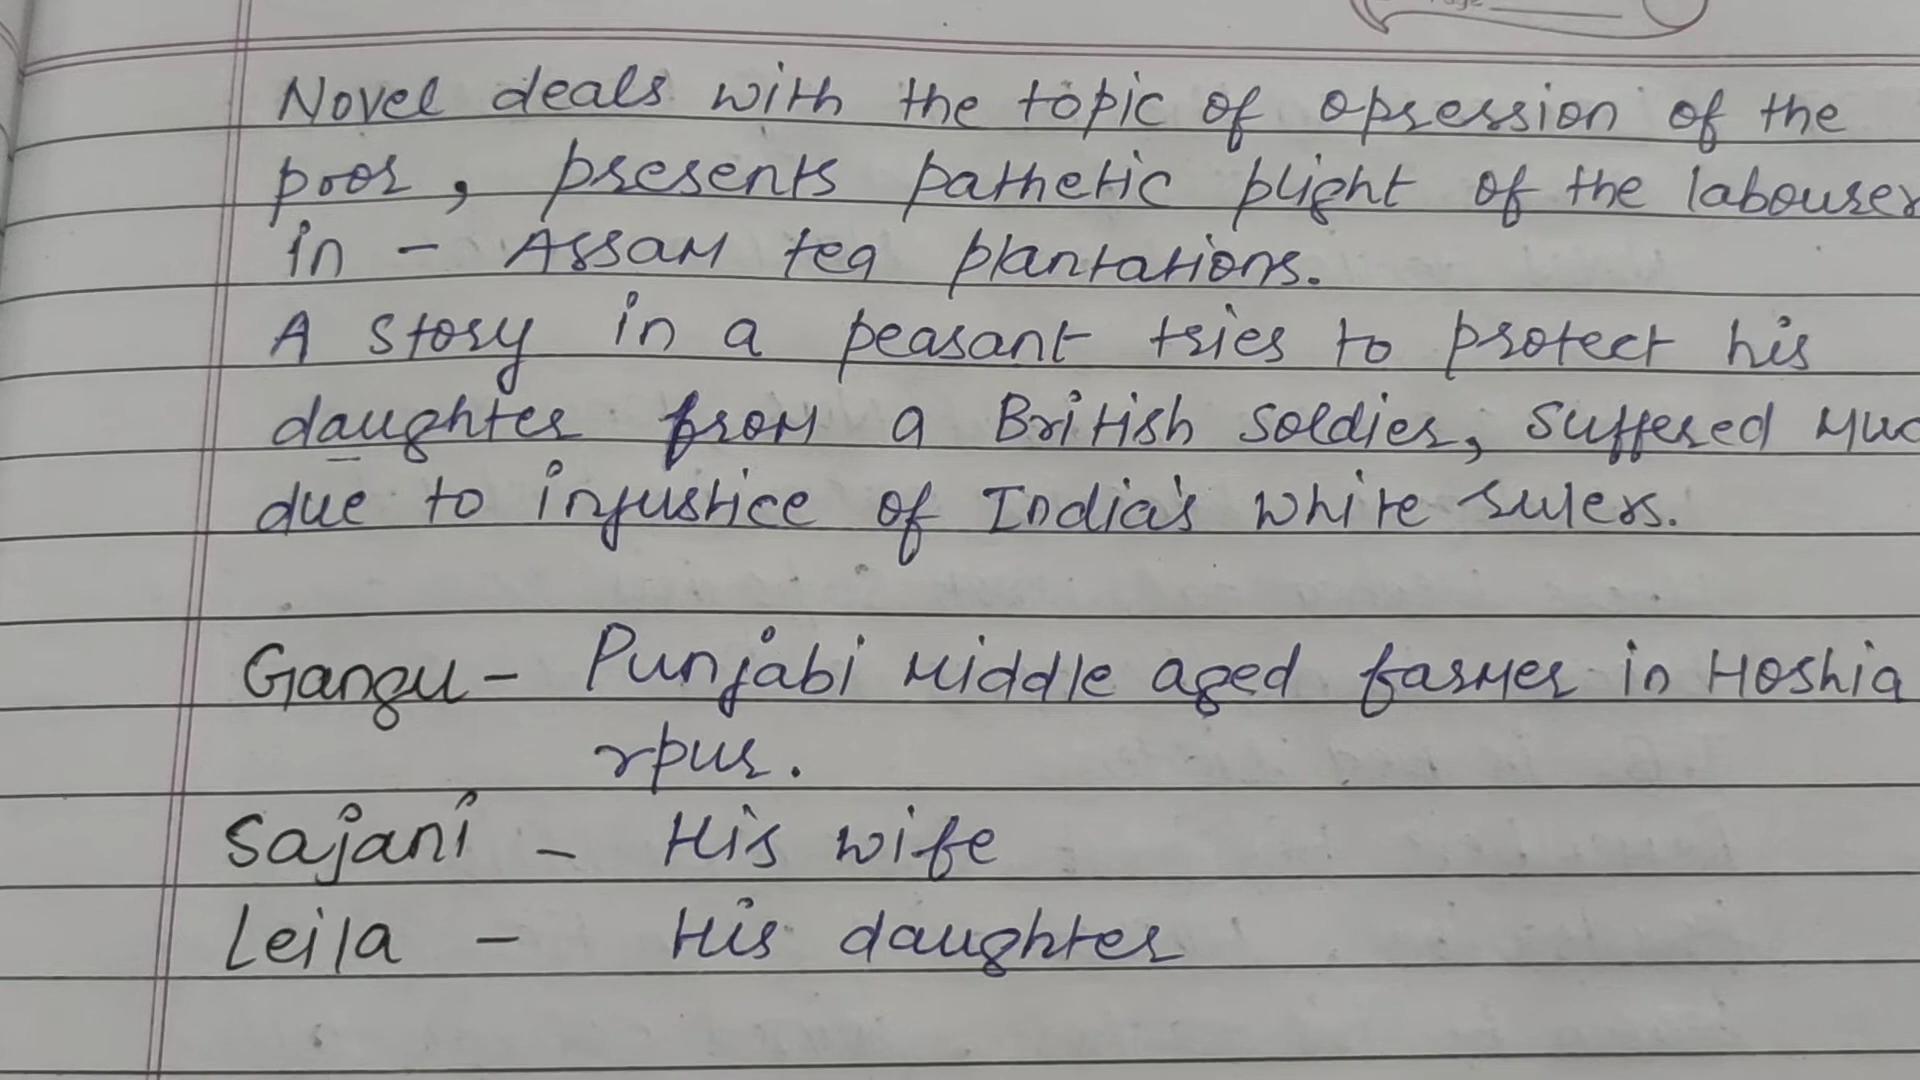 Novel deals with the topic of opression of the
poor, presents pathetic plight of the labourer
in - Assam tea plantations.
A story in a peasant tries to protect his
daughter from a British soldier, suffered muc
due to injustice of India's white rulers.
Gangu - Punjabi middle aged farmer in Hoshia
rpur.
Sajani - His wife
Leila - His daughter